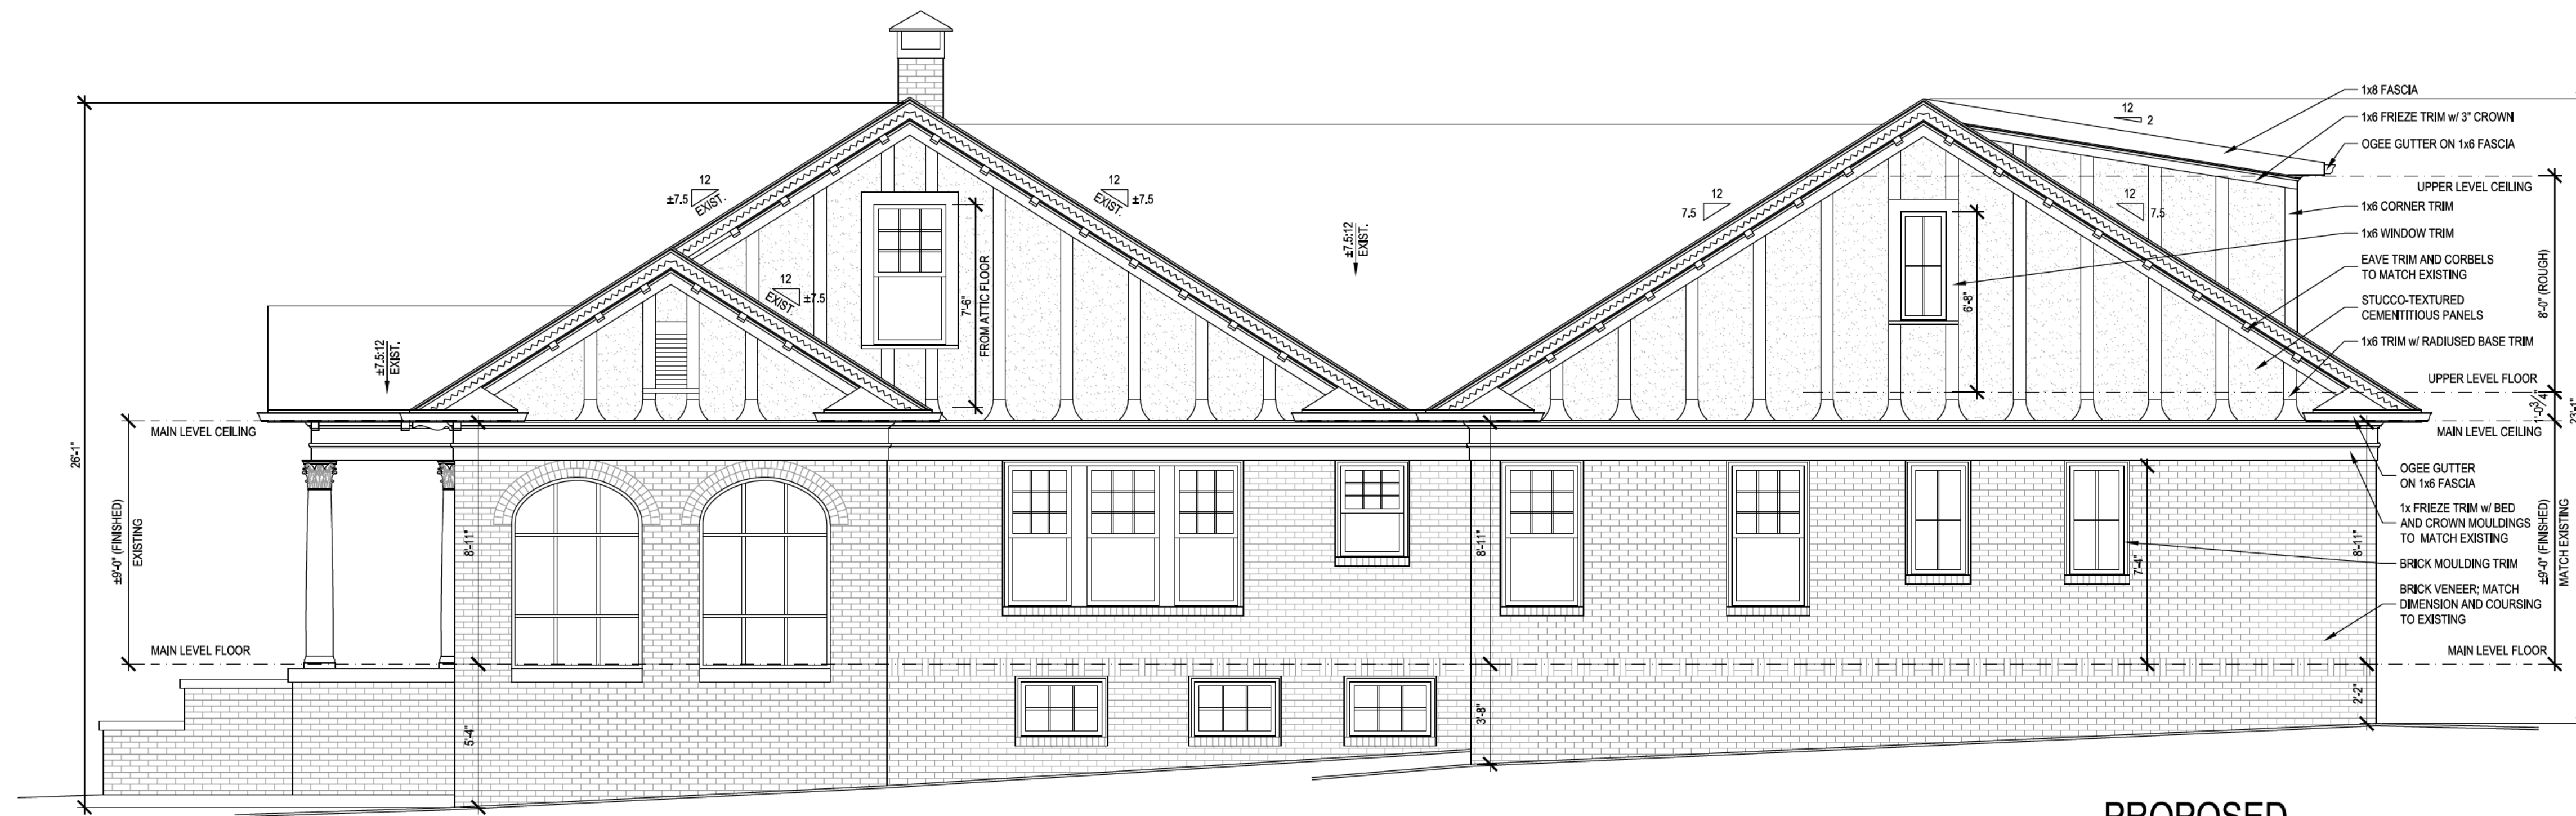 12
2
1x8 FASCIA
1x6 FRIEZE TRIM w/ 3" CROWN
OGEE GUTTER ON 1x6 FASCIA
UPPER LEVEL CEILING
1x6 CORNER TRIM
1x6 WINDOW TRIM
EAVE TRIM AND CORBELS
TO MATCH EXISTING
STUCCO-TEXTURED
CEMENTITIOUS PANELS
1x6 TRIM w/ RADIUSED BASE TRIM
UPPER LEVEL FLOOR
8'-0" (ROUGH)
1'-0 3/4"
23'-1"
12
±7.5
EXIST.
12
±7.5
EXIST.
12
±7.5
EXIST.
±7.5:12
EXIST.
±7.5:12
EXIST.
12
7.5
12
7.5
7'-6"
FROM ATTIC FLOOR
6'-8"
26'-1"
MAIN LEVEL CEILING
±9'-0" (FINISHED)
EXISTING
MAIN LEVEL FLOOR
8'-11"
5'-4"
8'-11"
3'-8"
7'-4"
8'-11"
2'-2"
MAIN LEVEL CEILING
OGEE GUTTER
ON 1x6 FASCIA
1x FRIEZE TRIM w/ BED
AND CROWN MOULDINGS
TO MATCH EXISTING
BRICK MOULDING TRIM
BRICK VENEER; MATCH
DIMENSION AND COURSING
TO EXISTING
MAIN LEVEL FLOOR
±9'-0" (FINISHED)
MATCH EXISTING
PROPOSED